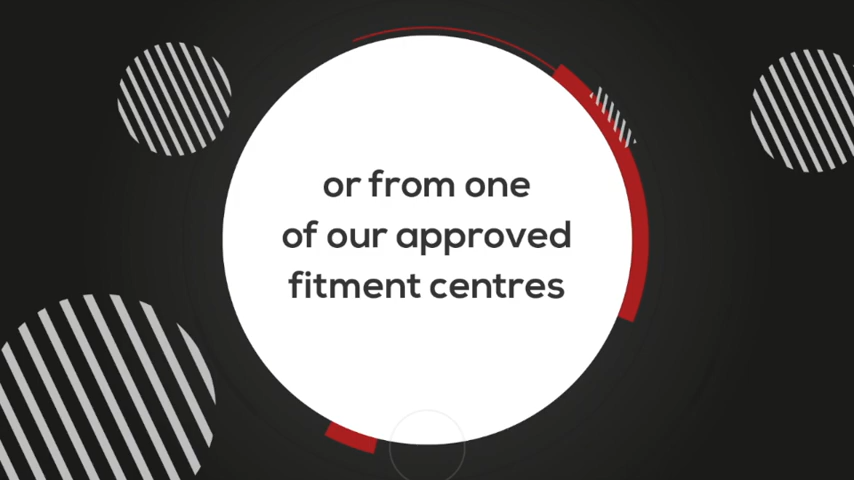 or from one
of our approved
fitment centres